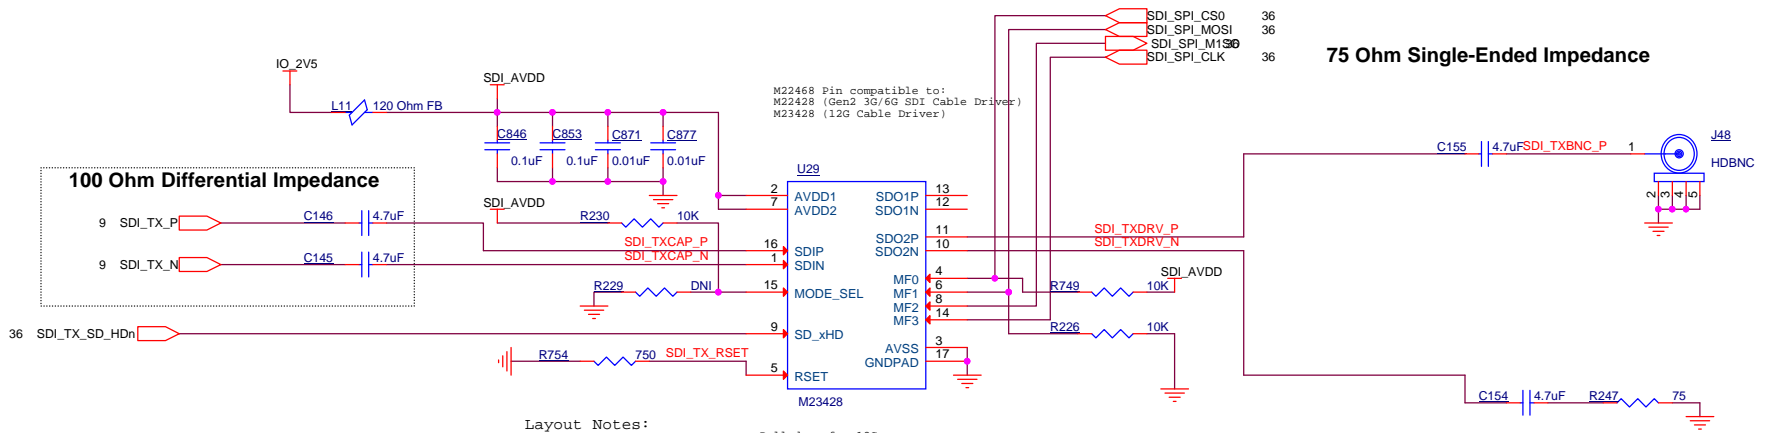 SDI_SPI_CS0 36
SDI_SPI_MOSI 36
SDI_SPI_M1S0 36
SDI_SPI_CLK 36
75 Ohm Single-Ended Impedance
IO_2V5
SDI_AVDD
L11 120 Ohm FB
M22468 Pin compatible to:
M22428 (Gen2 3G/6G SDI Cable Driver)
M23428 (12G Cable Driver)
C846 C853 C871 C877
0.1uF 0.1uF 0.01uF 0.01uF
C155 4.7uF SDI_TXBNC_P 1
J48
HDBNC
2 3 4 5
100 Ohm Differential Impedance
U29
2 AVDD1 SDO1P 13
7 AVDD2 SDO1N 12
SDI_AVDD
R230 10K
9 SDI_TX_P C146 4.7uF
SDI_TXCAP_P 16 SDIP SDO2P 11 SDI_TXDRV_P
9 SDI_TX_N C145 4.7uF SDI_TXCAP_N 1 SDIN SDO2N 10 SDI_TXDRV_N
SDI_AVDD
MF0 4
R229 DNI 15 MODE_SEL MF1 6 R749 10K
MF2 8
MF3 14
36 SDI_TX_SD_HDn 9 SD_xHD R226 10K
AVSS 3
R754 750 SDI_TX_RSET GNDPAD 17
5 RSET
M23428
C154 4.7uF R247 75
Layout Notes: